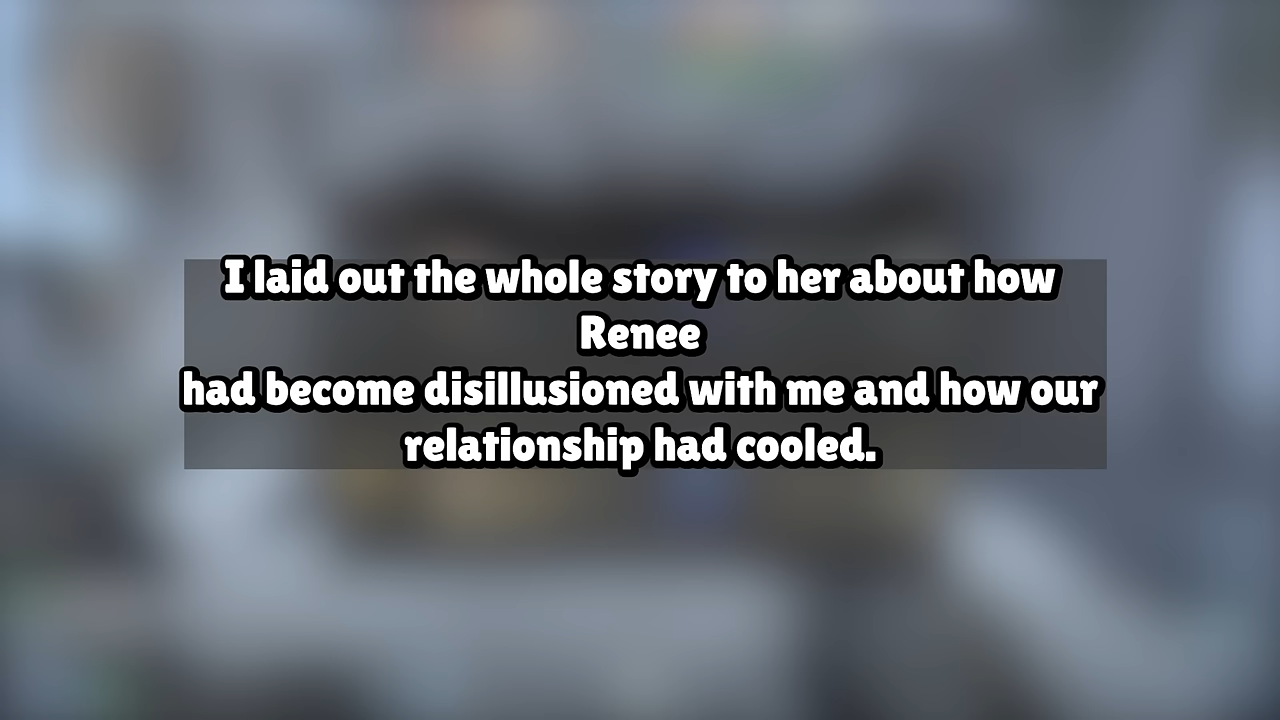 I laid out the whole story to her about how
Renee
had become disillusioned with me and how our
relationship had cooled.